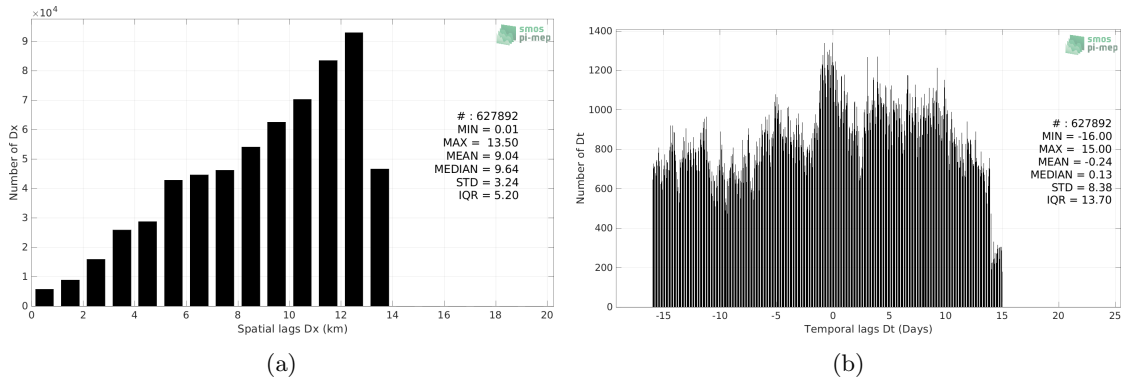 ×10⁴
9
8
7
6
5
4
3
2
1
0
Number of Dx
0 2 4 6 8 10 12 14 16 18 20
Spatial lags Dx (km)
smos
pi-mep
# : 627892
MIN = 0.01
MAX = 13.50
MEAN = 9.04
MEDIAN = 9.64
STD = 3.24
IQR = 5.20
(a)
1400
1200
1000
800
600
400
200
0
Number of Dt
-15 -10 -5 0 5 10 15 20 25
Temporal lags Dt (Days)
smos
pi-mep
# : 627892
MIN = -16.00
MAX = 15.00
MEAN = -0.24
MEDIAN = 0.13
STD = 8.38
IQR = 13.70
(b)